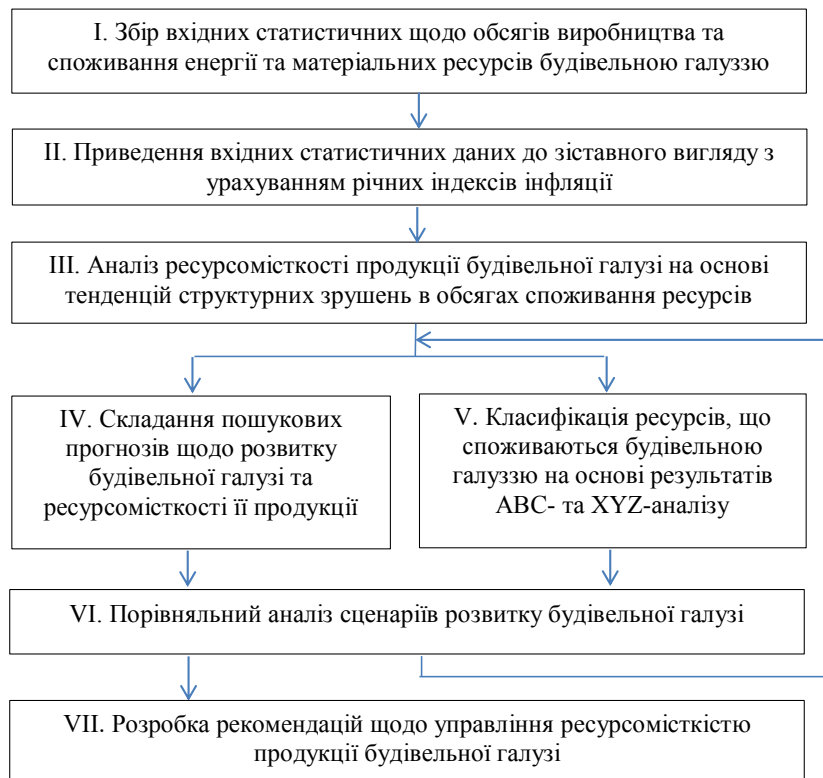 I. Збір вхідних статистичних щодо обсягів виробництва та
споживання енергії та матеріальних ресурсів будівельною галуззю
II. Приведення вхідних статистичних даних до зіставного вигляду з
урахуванням річних індексів інфляції
III. Аналіз ресурсомісткості продукції будівельної галузі на основі
тенденцій структурних зрушень в обсягах споживання ресурсів
IV. Складання пошукових
прогнозів щодо розвитку
будівельної галузі та
ресурсомісткості її продукції
V. Класифікація ресурсів, що
споживаються будівельною
галуззю на основі результатів
АВС- та XYZ-аналізу
VI. Порівняльний аналіз сценаріїв розвитку будівельної галузі
VII. Розробка рекомендацій щодо управління ресурсомісткістю
продукції будівельної галузі